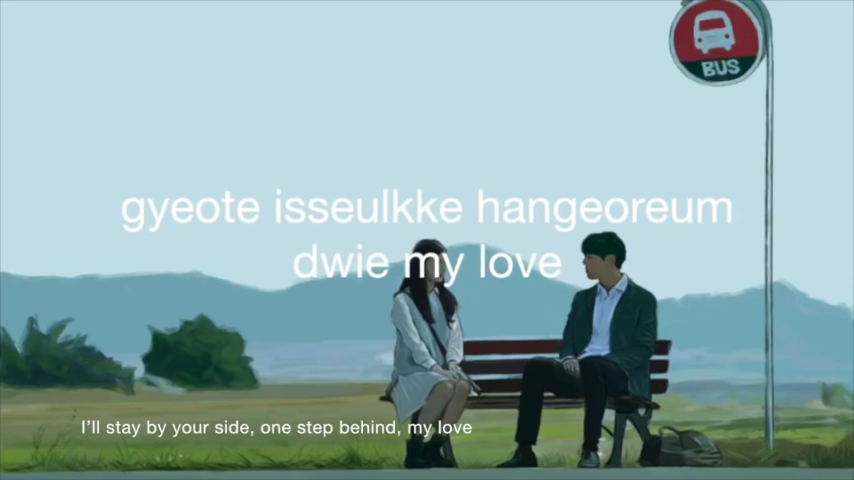 BUS
gyeote isseulkke hangeoreum
dwie my love
I'll stay by your side, one step behind, my love